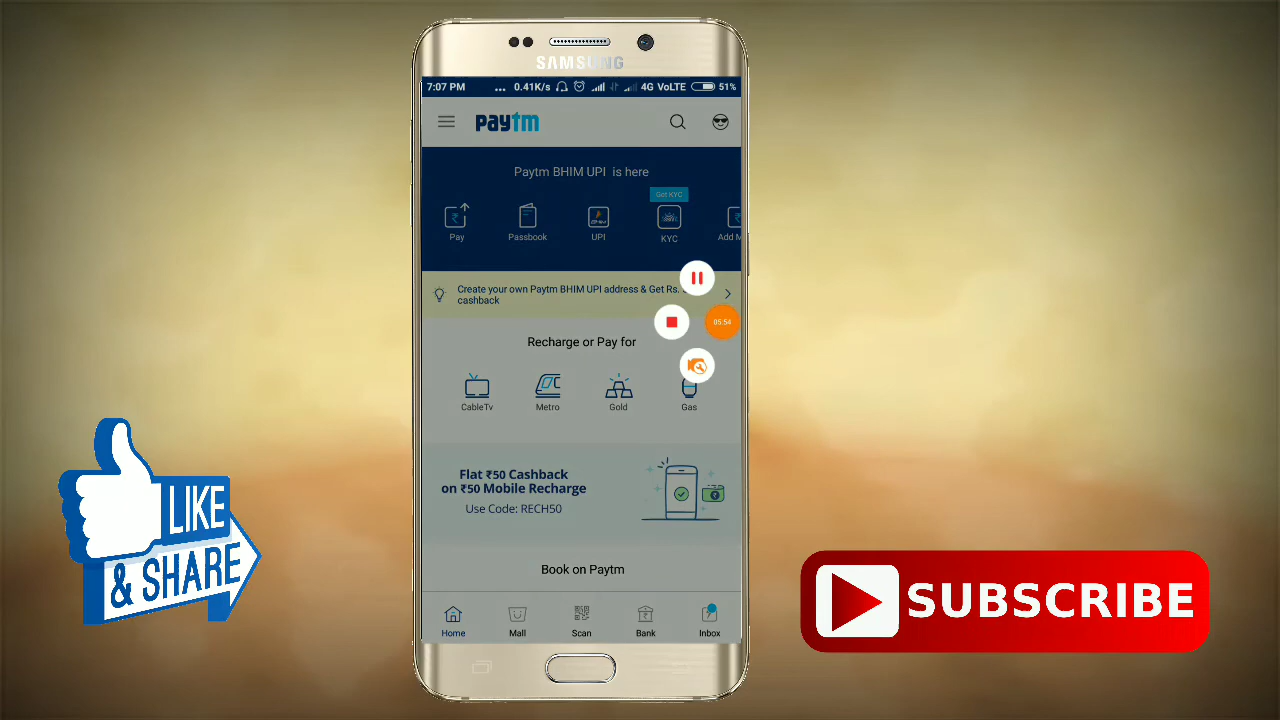 SAMSUNG
7:07 PM ... 0.41K/s 4G VoLTE 51%
paytm
Paytm BHIM UPI is here
Get KYC
Pay
Passbook
UPI
KYC
Add M
Create your own Paytm BHIM UPI address & Get Rs.
cashback
05:54
Recharge or Pay for
CableTv
Metro
Gold
Gas
Flat ₹50 Cashback
on ₹50 Mobile Recharge
Use Code: RECH50
Book on Paytm
Home
Mall
Scan
Bank
Inbox
LIKE
& SHARE
SUBSCRIBE